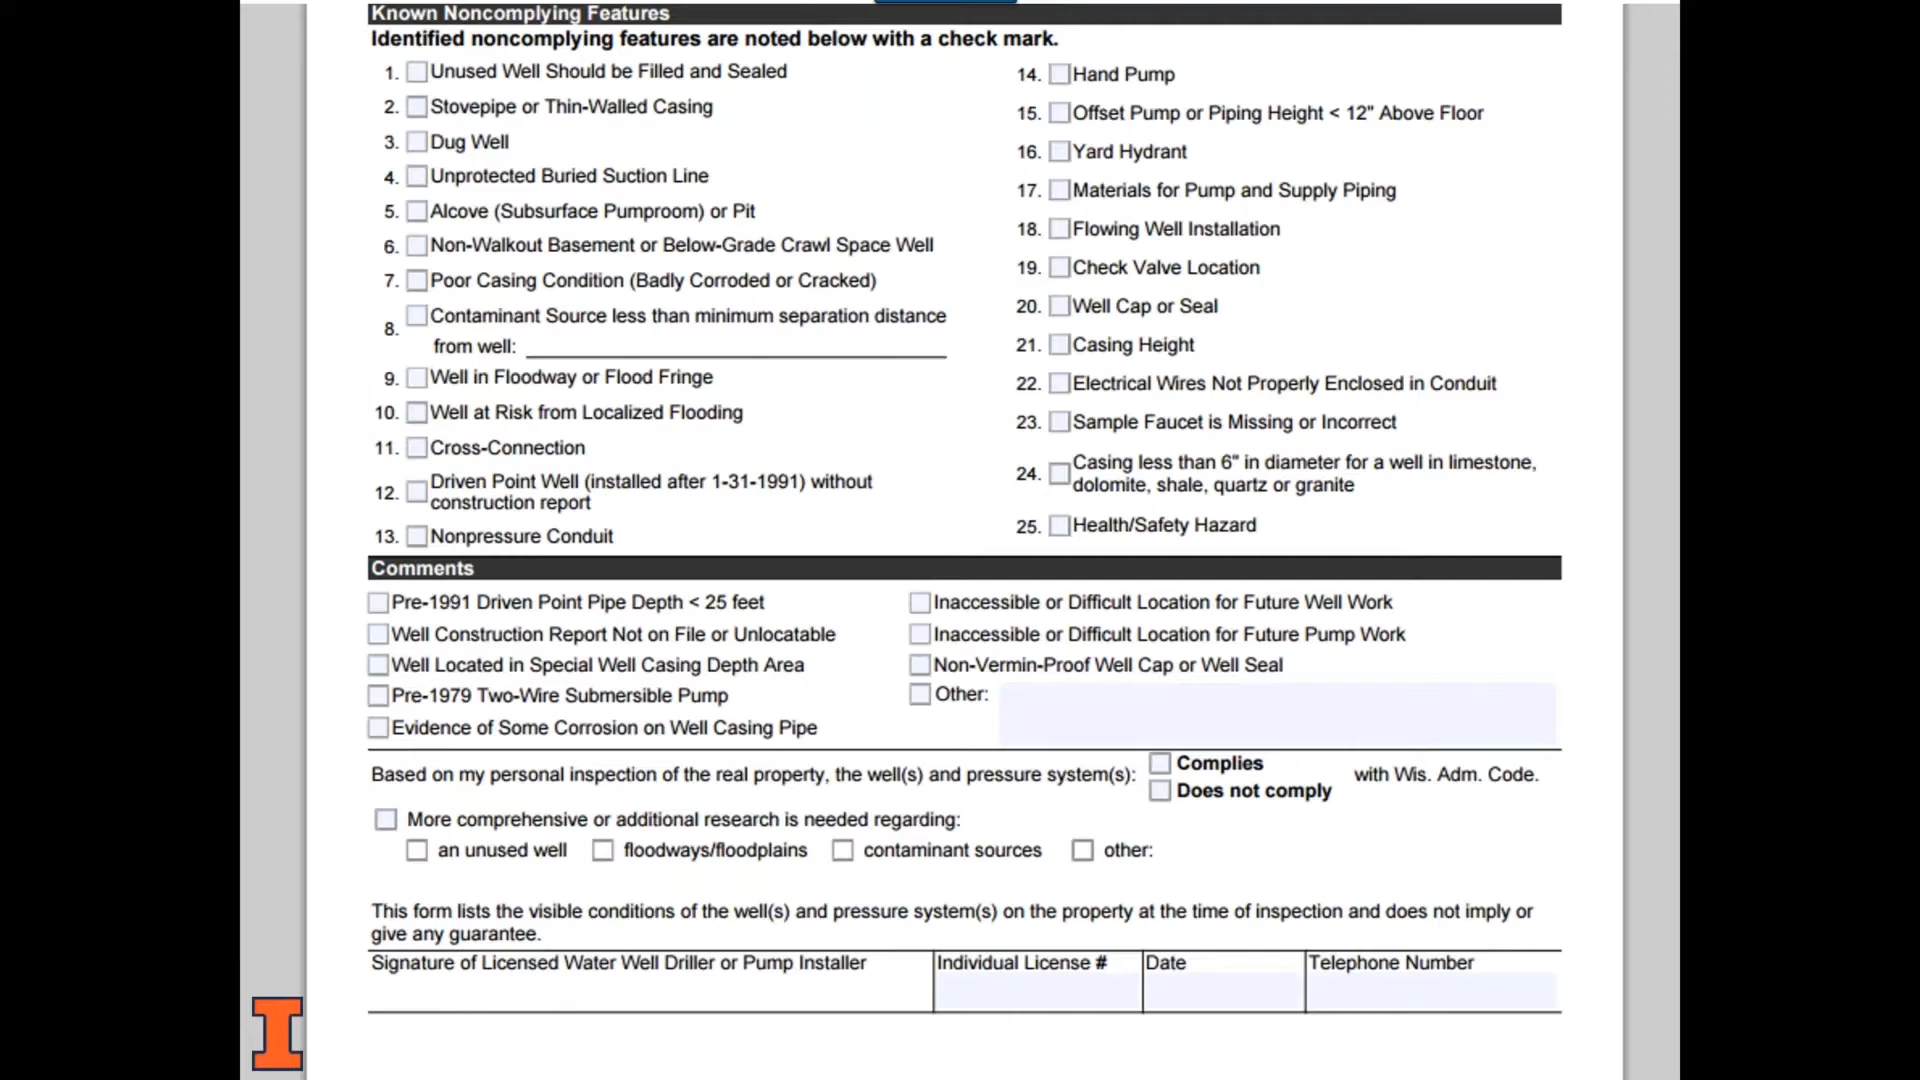 Known Noncomplying Features
Identified noncomplying features are noted below with a check mark.
1. Unused Well Should be Filled and Sealed
2. Stovepipe or Thin-Walled Casing
3. Dug Well
4. Unprotected Buried Suction Line
5. Alcove (Subsurface Pumproom) or Pit
6. Non-Walkout Basement or Below-Grade Crawl Space Well
7. Poor Casing Condition (Badly Corroded or Cracked)
8. Contaminant Source less than minimum separation distance
from well:
9. Well in Floodway or Flood Fringe
10. Well at Risk from Localized Flooding
11. Cross-Connection
12. Driven Point Well (installed after 1-31-1991) without
construction report
13. Nonpressure Conduit
14. Hand Pump
15. Offset Pump or Piping Height < 12" Above Floor
16. Yard Hydrant
17. Materials for Pump and Supply Piping
18. Flowing Well Installation
19. Check Valve Location
20. Well Cap or Seal
21. Casing Height
22. Electrical Wires Not Properly Enclosed in Conduit
23. Sample Faucet is Missing or Incorrect
24. Casing less than 6" in diameter for a well in limestone,
dolomite, shale, quartz or granite
25. Health/Safety Hazard
Comments
Pre-1991 Driven Point Pipe Depth < 25 feet
Well Construction Report Not on File or Unlocatable
Well Located in Special Well Casing Depth Area
Pre-1979 Two-Wire Submersible Pump
Evidence of Some Corrosion on Well Casing Pipe
Inaccessible or Difficult Location for Future Well Work
Inaccessible or Difficult Location for Future Pump Work
Non-Vermin-Proof Well Cap or Well Seal
Other:
Based on my personal inspection of the real property, the well(s) and pressure system(s): Complies with Wis. Adm. Code.
Does not comply
More comprehensive or additional research is needed regarding:
an unused well floodways/floodplains contaminant sources other:
This form lists the visible conditions of the well(s) and pressure system(s) on the property at the time of inspection and does not imply or
give any guarantee.
Signature of Licensed Water Well Driller or Pump Installer Individual License # Date Telephone Number
I